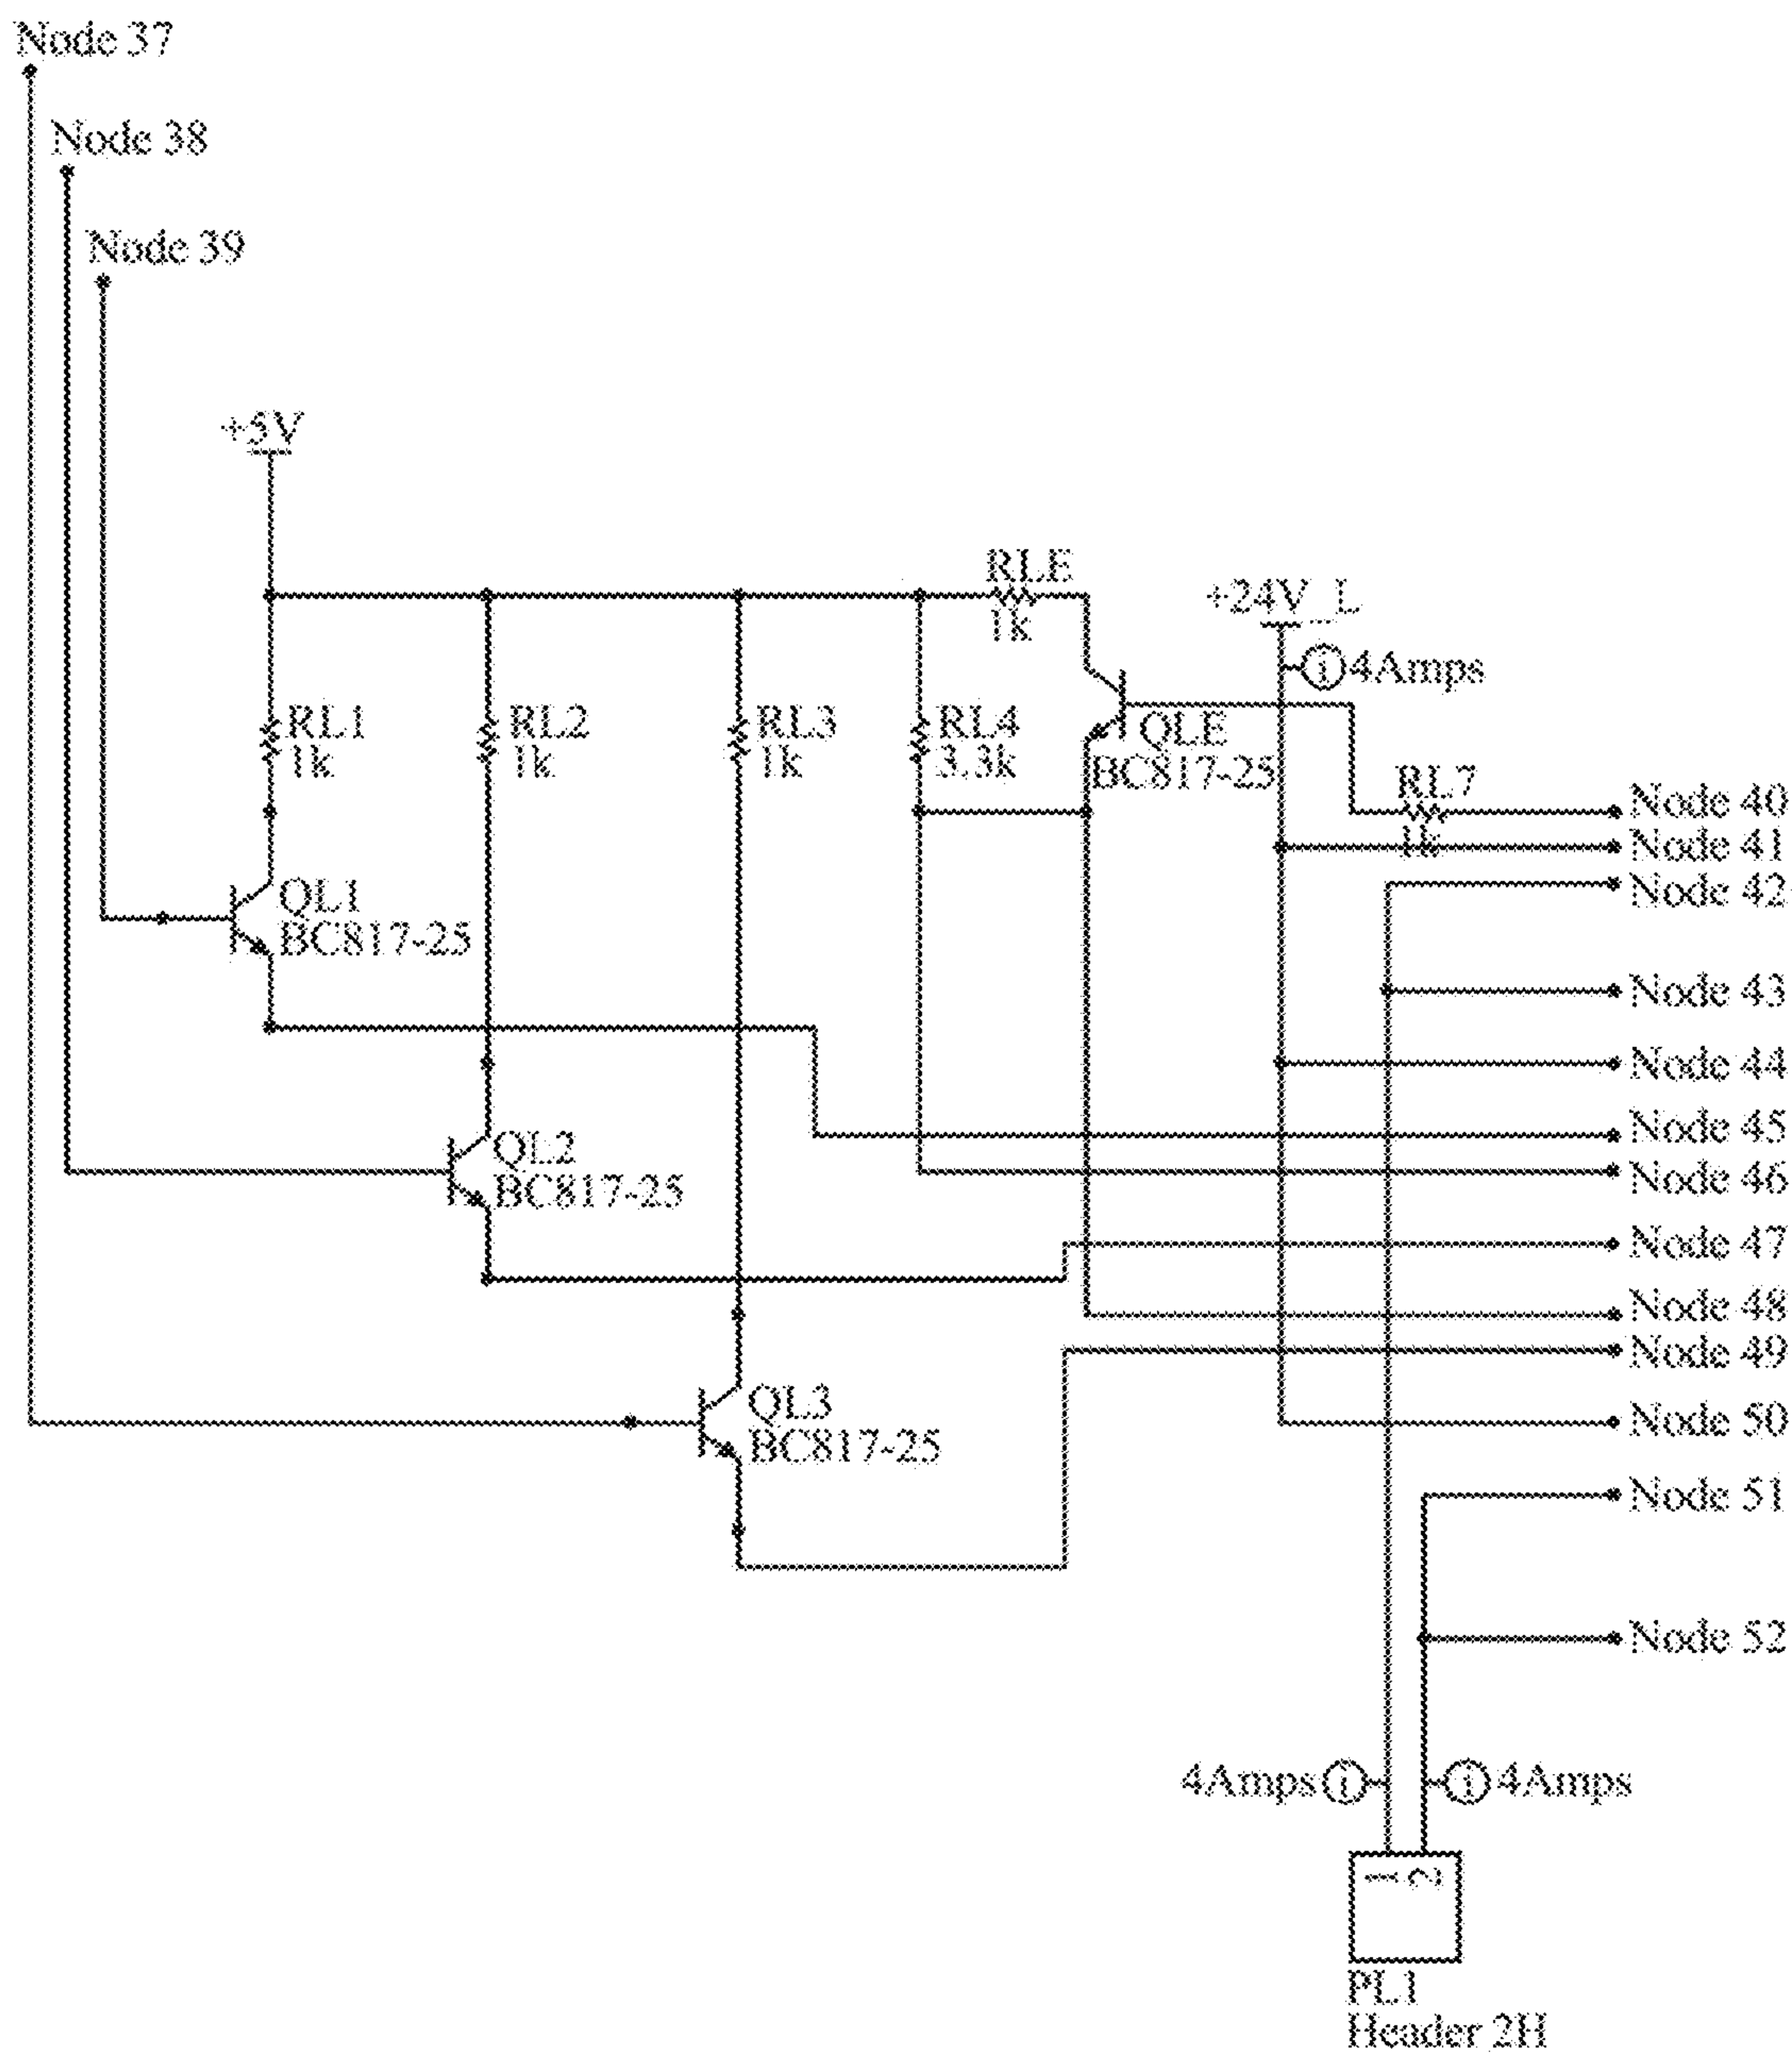 Node 37
Node 38
Node 39
+5V
RLE
1k
+24V_L
i 4Amps
RL1
1k
RL2
1k
RL3
1k
RL4
3.3k
QLE
BC817-25
RL7
1k
Node 40
Node 41
Node 42
QL1
BC817-25
Node 43
Node 44
Node 45
QL2
BC817-25
Node 46
Node 47
Node 48
Node 49
QL3
BC817-25
Node 50
Node 51
Node 52
4Amps i
i 4Amps
1
2
PL1
Header 2H